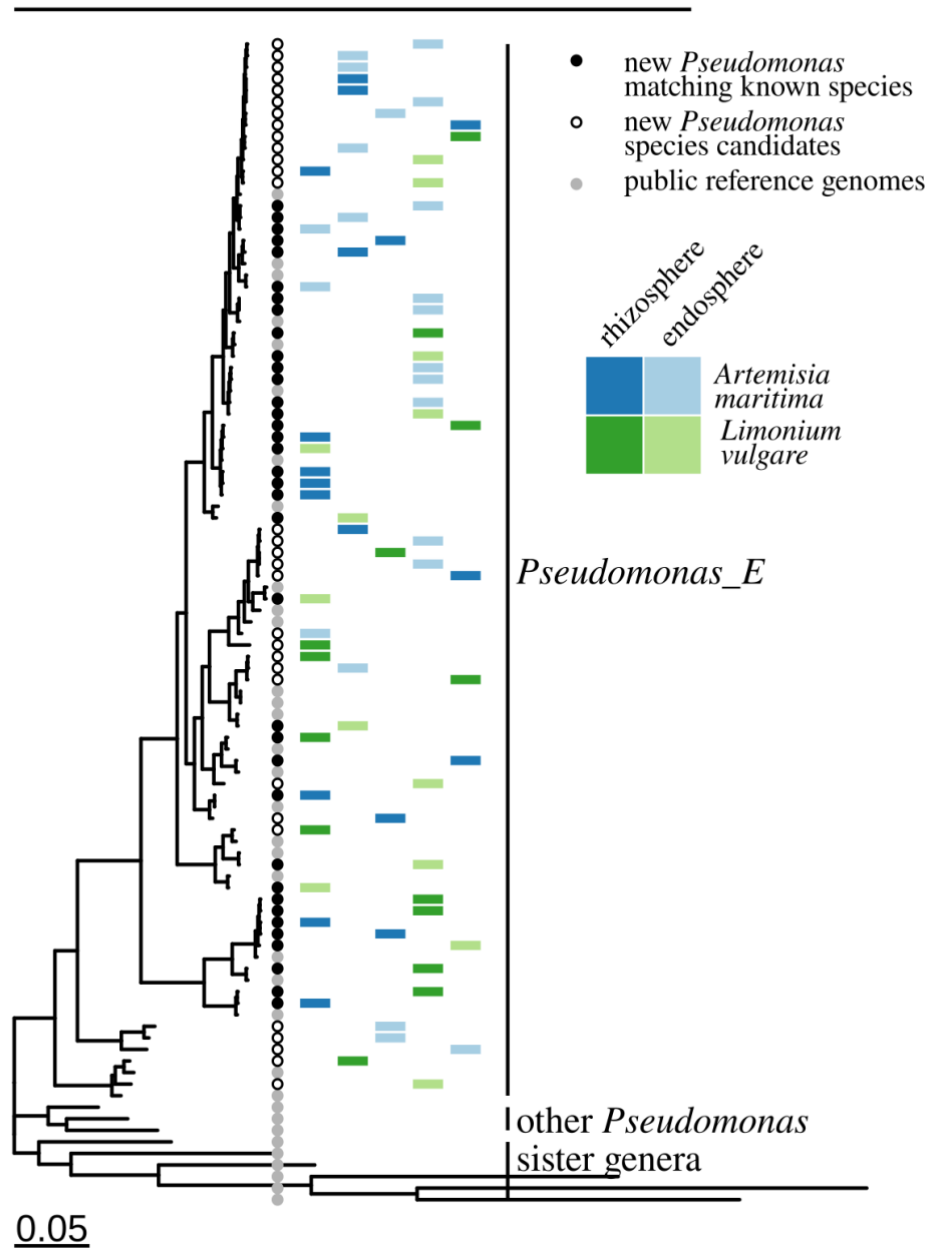 new Pseudomonas
matching known species
new Pseudomonas
species candidates
public reference genomes
rhizosphere
endosphere
Artemisia
maritima
Limonium
vulgare
Pseudomonas_E
other Pseudomonas
sister genera
0.05